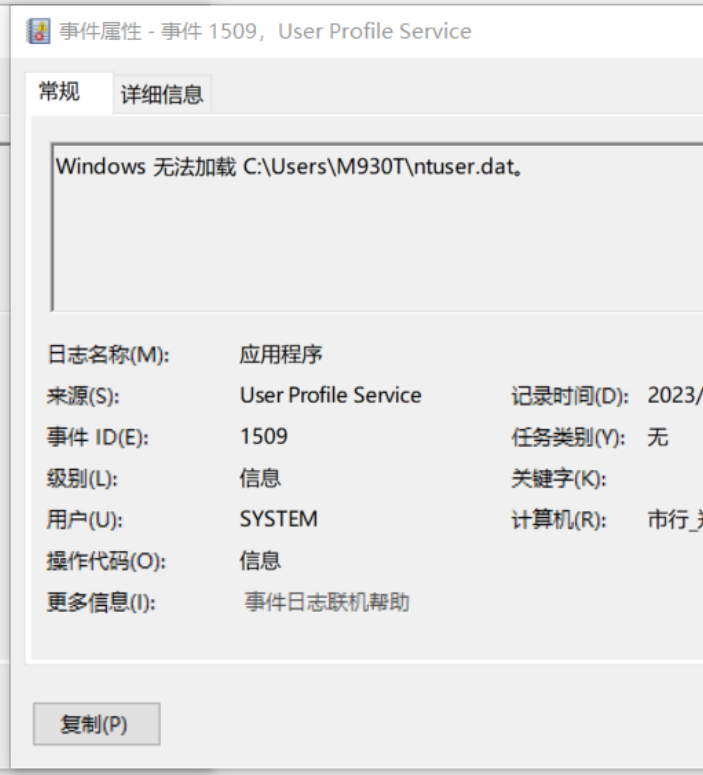 事件属性 - 事件 1509，User Profile Service
常规
详细信息
Windows 无法加载 C:\Users\M930T\ntuser.dat。
日志名称(M): 应用程序
来源(S): User Profile Service 记录时间(D): 2023/
事件 ID(E): 1509 任务类别(Y): 无
级别(L): 信息 关键字(K):
用户(U): SYSTEM 计算机(R): 市行_
操作代码(O): 信息
更多信息(I): 事件日志联机帮助
复制(P)